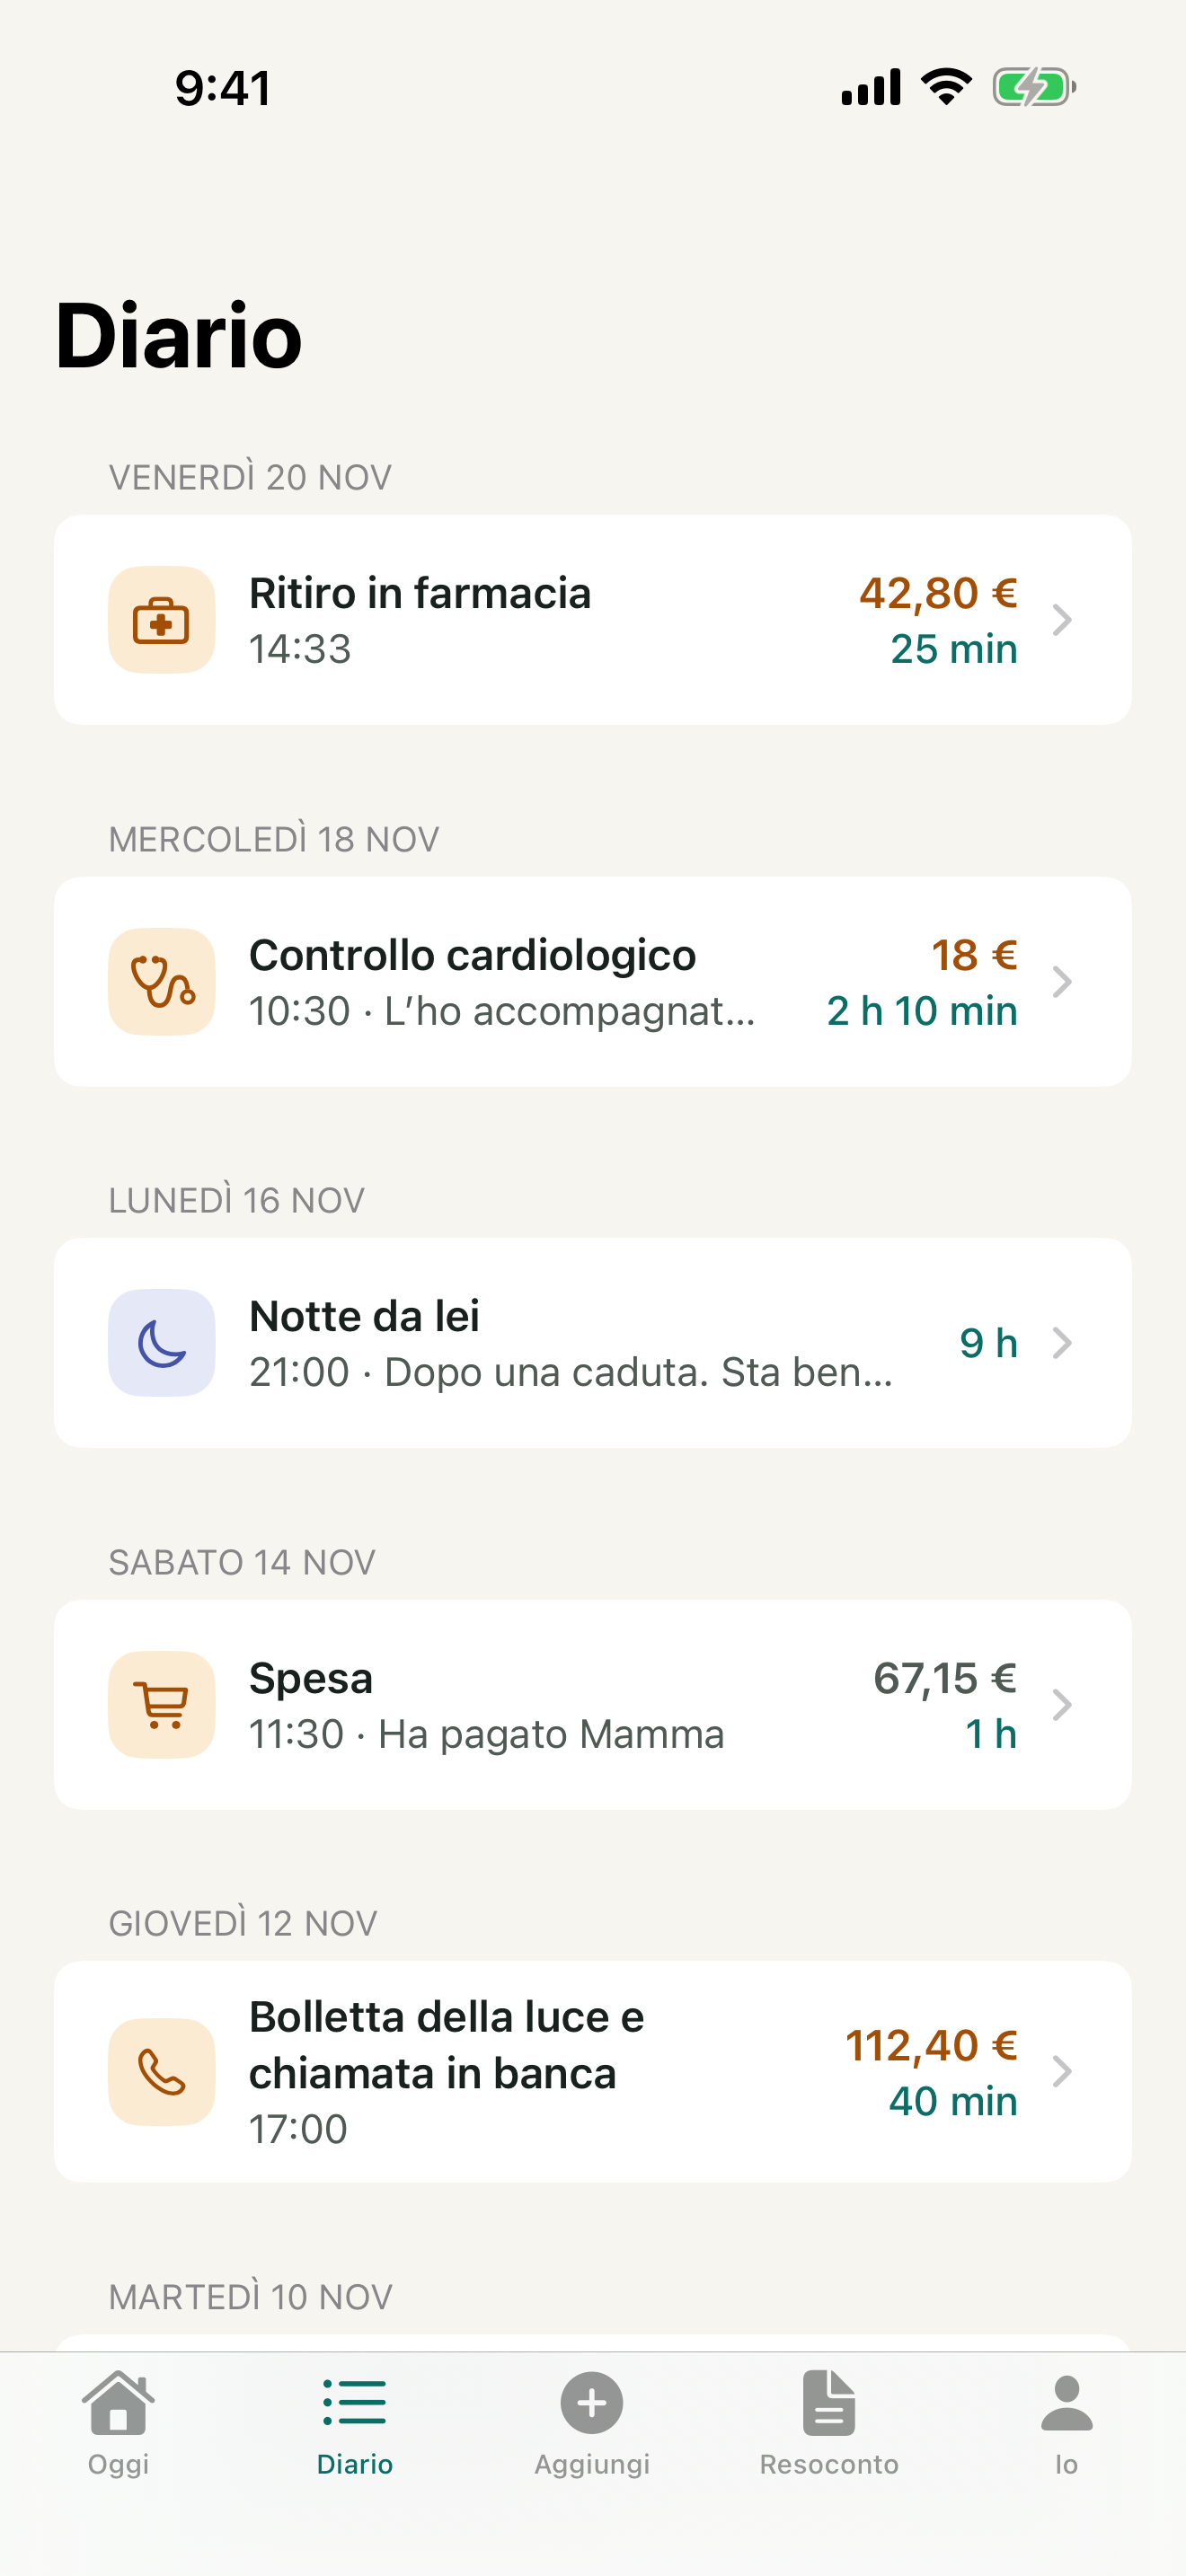 9:41
Diario
VENERDÌ 20 NOV
Ritiro in farmacia
42,80 €
14:33
25 min
MERCOLEDÌ 18 NOV
Controllo cardiologico
18 €
10:30 · L’ho accompagnat...
2 h 10 min
LUNEDÌ 16 NOV
Notte da lei
21:00 · Dopo una caduta. Sta ben...
9 h
SABATO 14 NOV
Spesa
67,15 €
11:30 · Ha pagato Mamma
1 h
GIOVEDÌ 12 NOV
Bolletta della luce e
chiamata in banca
112,40 €
17:00
40 min
MARTEDÌ 10 NOV
Oggi
Diario
Aggiungi
Resoconto
Io